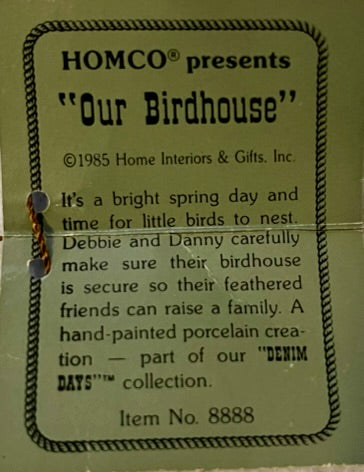 HOMCO® presents
"Our Birdhouse"
©1985 Home Interiors & Gifts, Inc.
It's a bright spring day and
time for little birds to nest.
Debbie and Danny carefully
make sure their birdhouse
is secure so their feathered
friends can raise a family. A
hand-painted porcelain crea-
tion — part of our "DENIM
DAYS"™ collection.
Item No. 8888